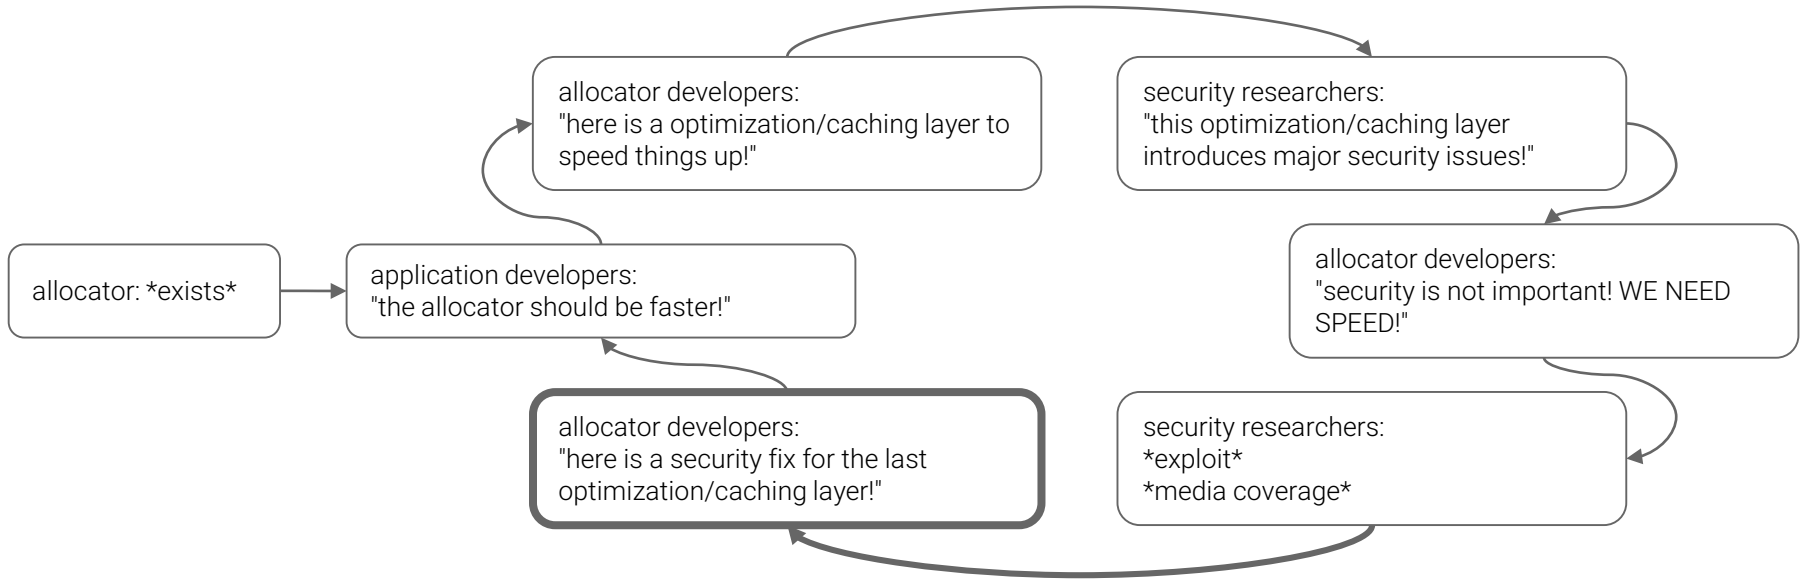 allocator: *exists*
application developers:
"the allocator should be faster!"
allocator developers:
"here is a optimization/caching layer to
speed things up!"
security researchers:
"this optimization/caching layer
introduces major security issues!"
allocator developers:
"security is not important! WE NEED
SPEED!"
security researchers:
*exploit*
*media coverage*
allocator developers:
"here is a security fix for the last
optimization/caching layer!"